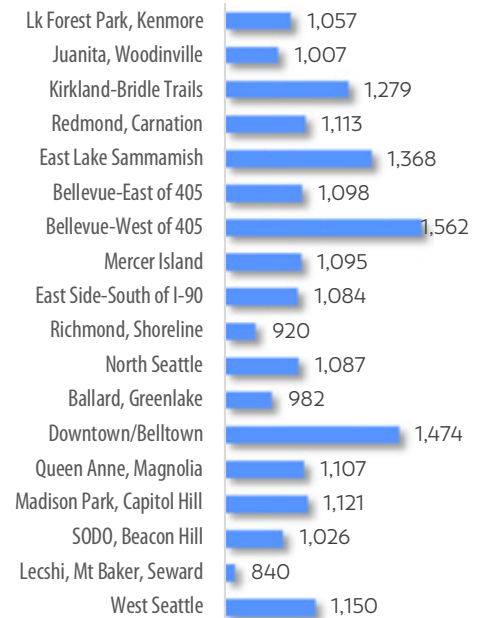 Lk Forest Park, Kenmore 1,057
Juanita, Woodinville 1,007
Kirkland-Bridle Trails 1,279
Redmond, Carnation 1,113
East Lake Sammamish 1,368
Bellevue-East of 405 1,098
Bellevue-West of 405 1,562
Mercer Island 1,095
East Side-South of I-90 1,084
Richmond, Shoreline 920
North Seattle 1,087
Ballard, Greenlake 982
Downtown/Belltown 1,474
Queen Anne, Magnolia 1,107
Madison Park, Capitol Hill 1,121
SODO, Beacon Hill 1,026
Lecshi, Mt Baker, Seward 840
West Seattle 1,150